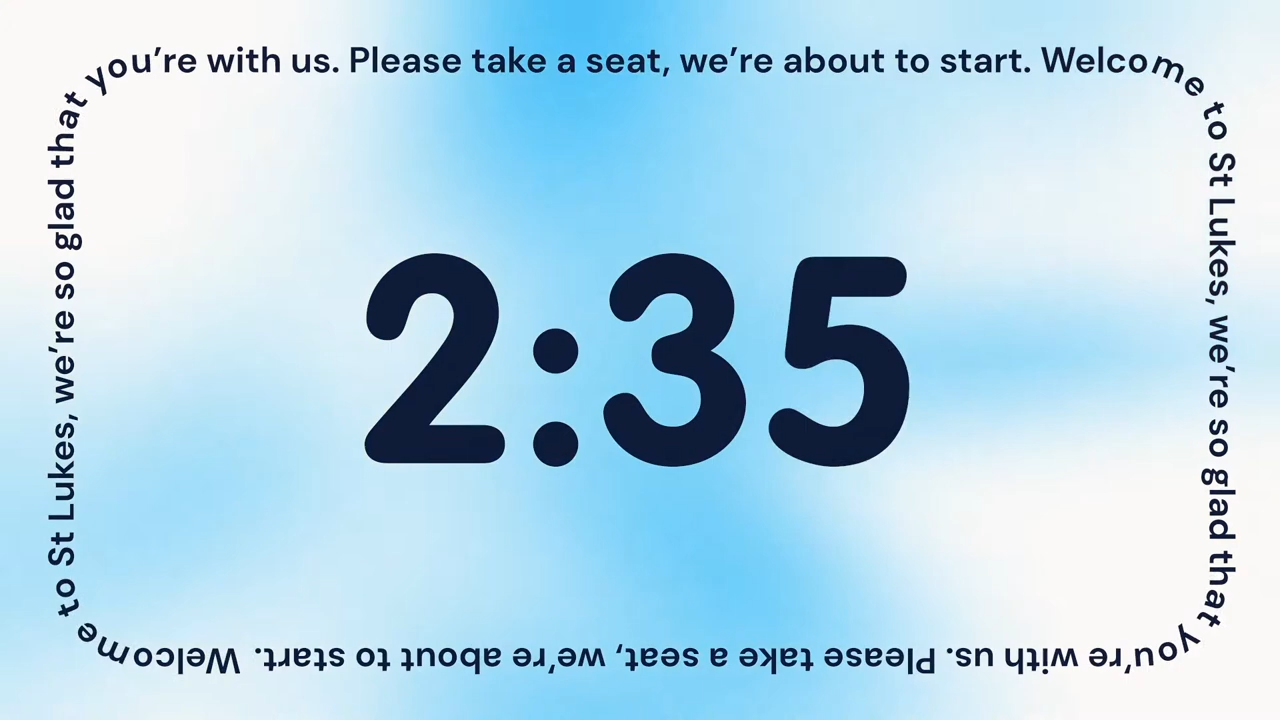 Welcome to St Lukes, we’re so glad that you’re with us. Please take a seat, we’re about to start.
Welcome to St Lukes, we’re so glad that you’re with us. Please take a seat, we’re about to start.
2:35